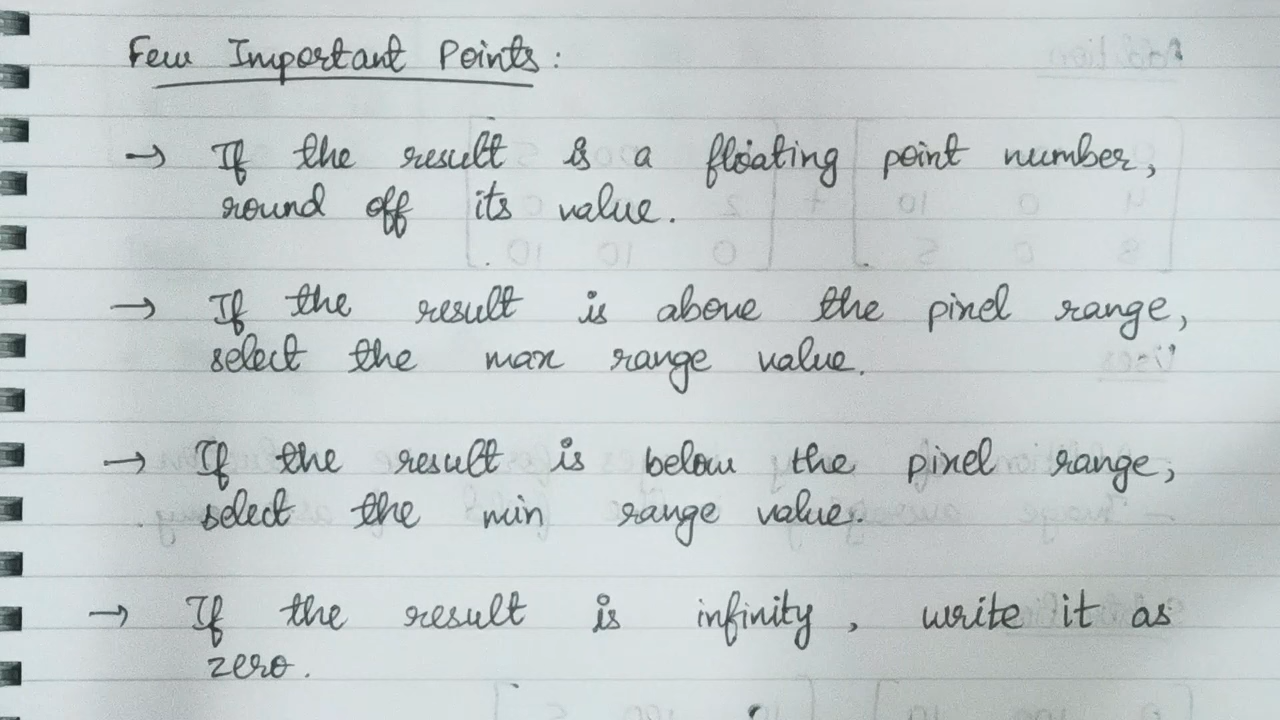 Few Important Points:
→ If the result is a floating point number,
round off its value.
→ If the result is above the pixel range,
select the max range value.
→ If the result is below the pixel range,
select the min range value.
→ If the result is infinity, write it as
zero.